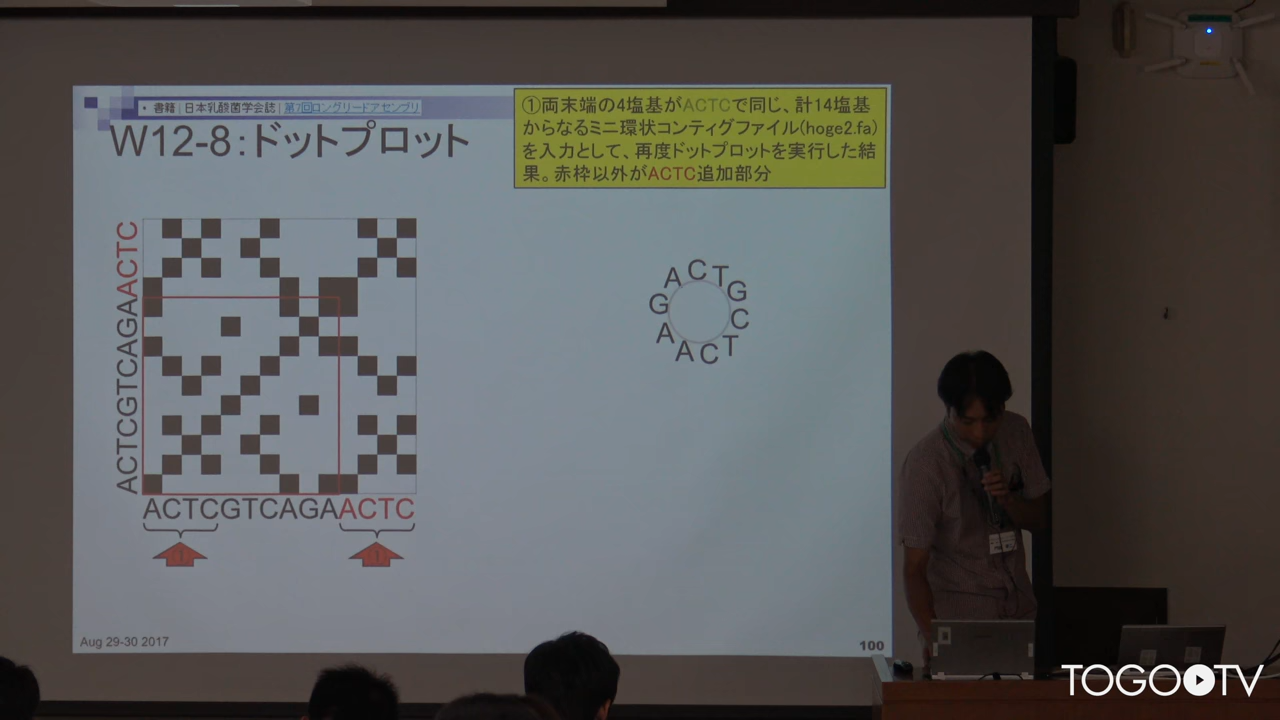 ・ 書籍 | 日本乳酸菌学会誌 | 第7回ロングリードアセンブリ
W12-8:ドットプロット
①両末端の4塩基がACTCで同じ、計14塩基
からなるミニ環状コンティグファイル(hoge2.fa)
を入力として、再度ドットプロットを実行した結
果。赤枠以外がACTC追加部分
ACTCGTCAGAACTC
ACTCGTCAGAACTC
ACTGCTCAAG
Aug 29-30 2017
100
TOGOTV